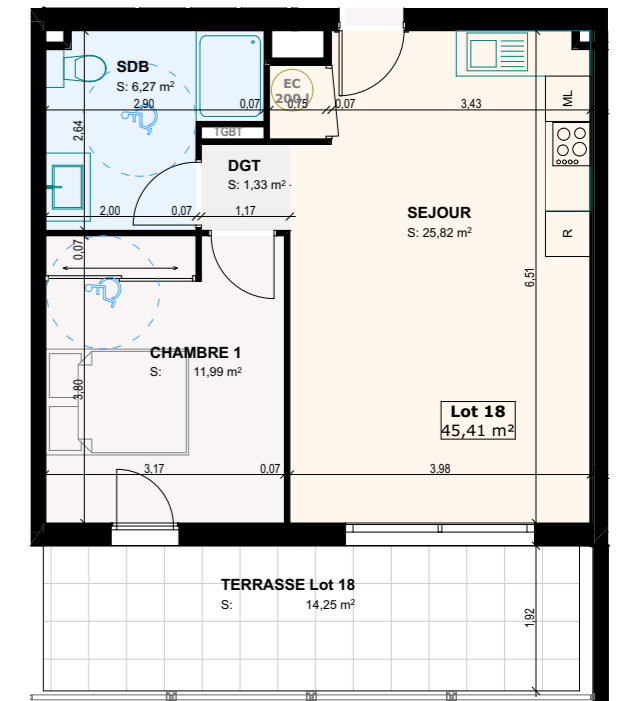 SDB
S: 6,27 m²
2,90
0,07
0,75
0,07
3,43
EC
200 l
TGBT
ML
2,64
DGT
S: 1,33 m²
2,00
0,07
1,17
SEJOUR
S: 25,82 m²
R
0,07
6,51
CHAMBRE 1
S: 11,99 m²
3,80
Lot 18
45,41 m²
3,17
0,07
3,98
TERRASSE Lot 18
S: 14,25 m²
1,92